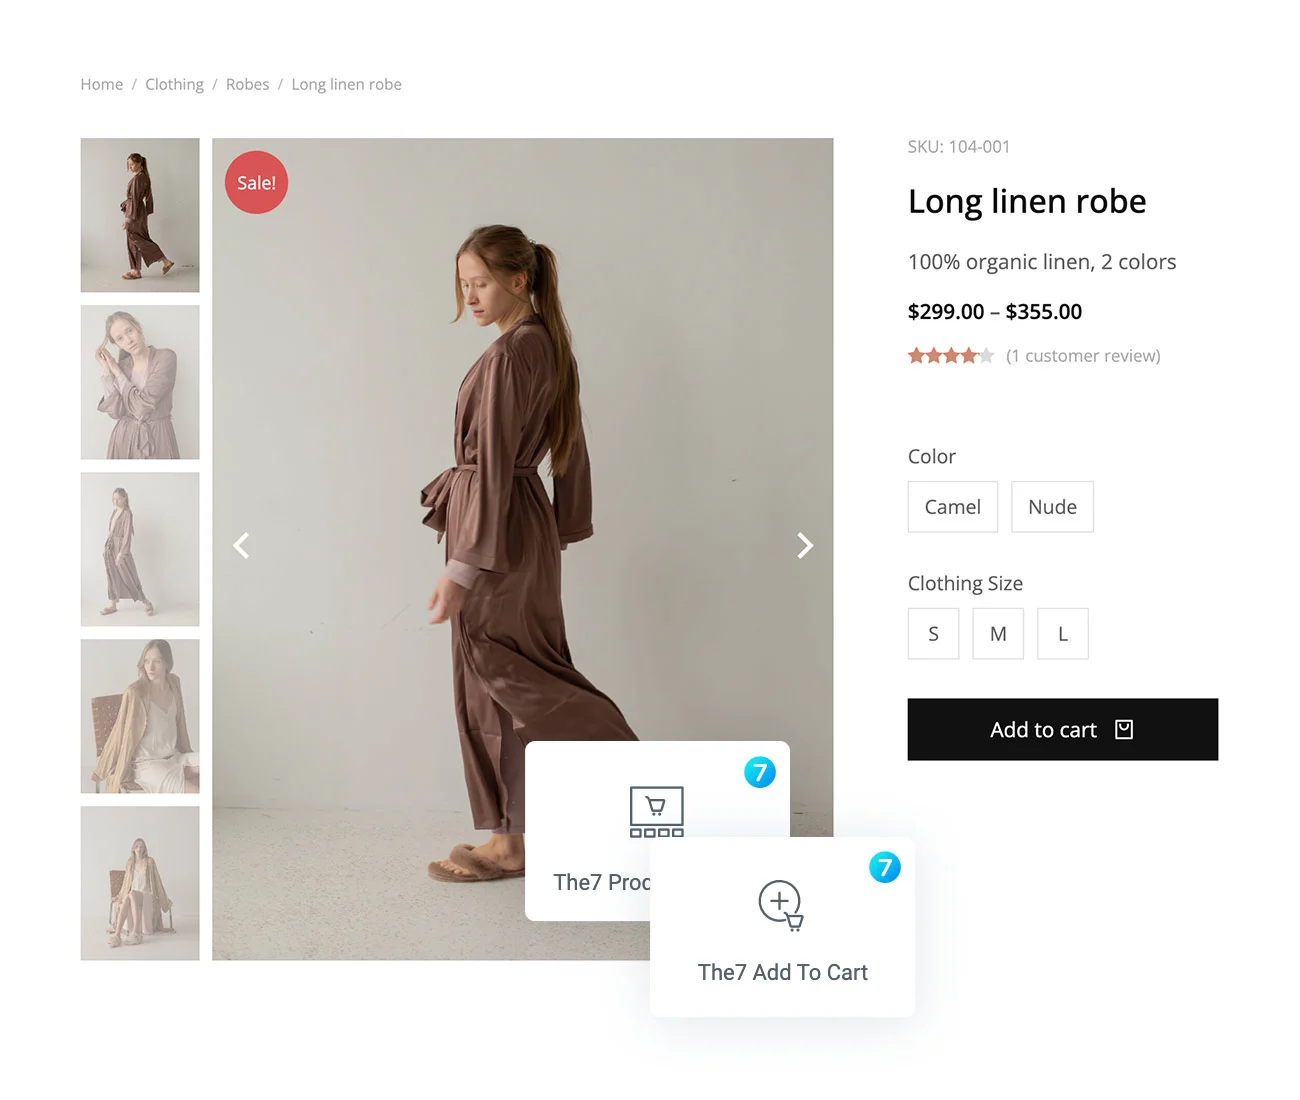 Home / Clothing / Robes / Long linen robe
Sale!
SKU: 104-001
Long linen robe
100% organic linen, 2 colors
$299.00 – $355.00
(1 customer review)
Color
Camel
Nude
Clothing Size
S
M
L
Add to cart
7
The7
7
The7 Add To Cart